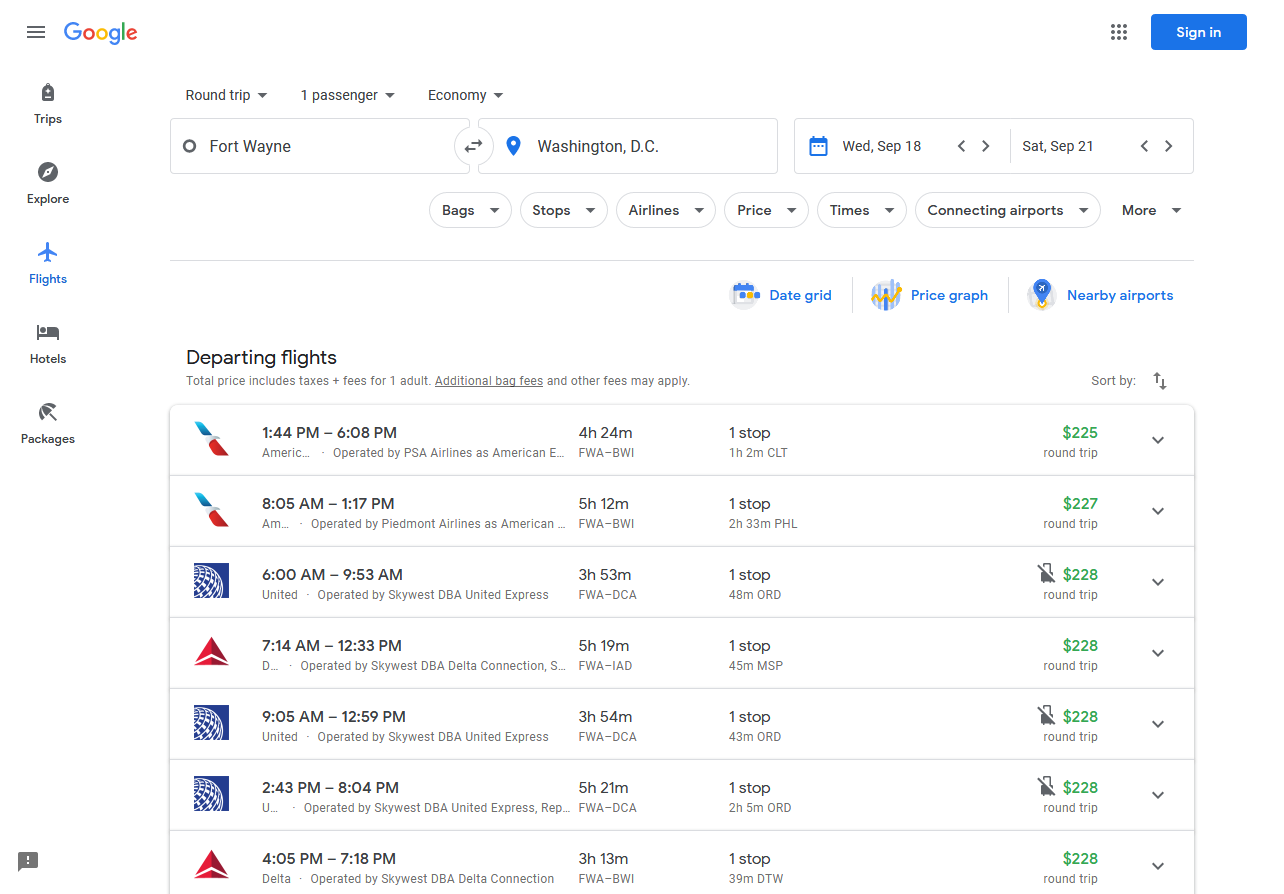 Google
Sign in
Trips
Explore
Flights
Hotels
Packages
Round trip 1 passenger Economy
Fort Wayne Washington, D.C. Wed, Sep 18 Sat, Sep 21
Bags Stops Airlines Price Times Connecting airports More
Date grid Price graph Nearby airports
Departing flights
Total price includes taxes + fees for 1 adult. Additional bag fees and other fees may apply. Sort by:
1:44 PM – 6:08 PM 4h 24m 1 stop $225
Americ... · Operated by PSA Airlines as American E... FWA–BWI 1h 2m CLT round trip
8:05 AM – 1:17 PM 5h 12m 1 stop $227
Am... · Operated by Piedmont Airlines as American ... FWA–BWI 2h 33m PHL round trip
6:00 AM – 9:53 AM 3h 53m 1 stop $228
United · Operated by Skywest DBA United Express FWA–DCA 48m ORD round trip
7:14 AM – 12:33 PM 5h 19m 1 stop $228
D... · Operated by Skywest DBA Delta Connection, S... FWA–IAD 45m MSP round trip
9:05 AM – 12:59 PM 3h 54m 1 stop $228
United · Operated by Skywest DBA United Express FWA–DCA 43m ORD round trip
2:43 PM – 8:04 PM 5h 21m 1 stop $228
U... · Operated by Skywest DBA United Express, Rep... FWA–DCA 2h 5m ORD round trip
4:05 PM – 7:18 PM 3h 13m 1 stop $228
Delta · Operated by Skywest DBA Delta Connection FWA–BWI 39m DTW round trip